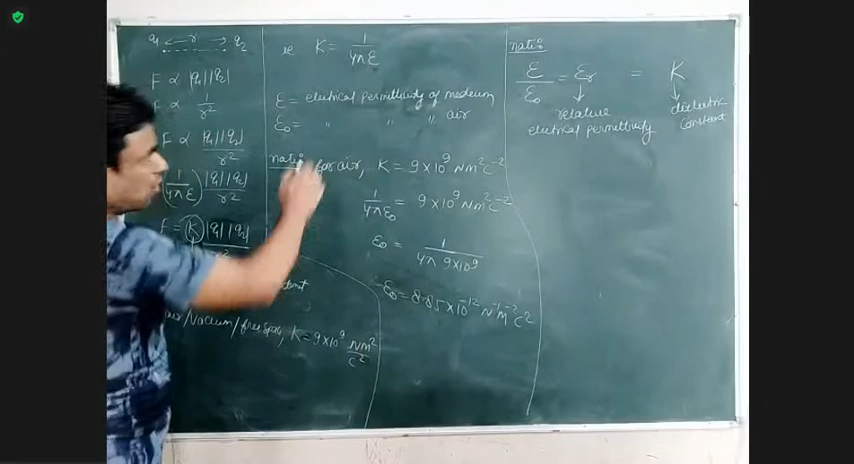 q₁ ← r → q₂
F ∝ |q₁||q₂|
F ∝ 1/r²
F ∝ |q₁||q₂|/r²
(1/4πε) |q₁||q₂|/r²
F = K |q₁||q₂|
air/Vacuum/free space, K = 9×10⁹ Nm²/C²
ie K = 1/4πε
ε = electrical permittivity of medium
ε₀ = " " " air
note: for air, K = 9×10⁹ Nm²C⁻²
1/4πε₀ = 9×10⁹ Nm²C⁻²
ε₀ = 1/4π 9×10⁹
ε₀ = 8.85×10⁻¹² N⁻¹m⁻²C²
note:
ε/ε₀ = εr = K
relative
electrical permittivity
dielectric
constant